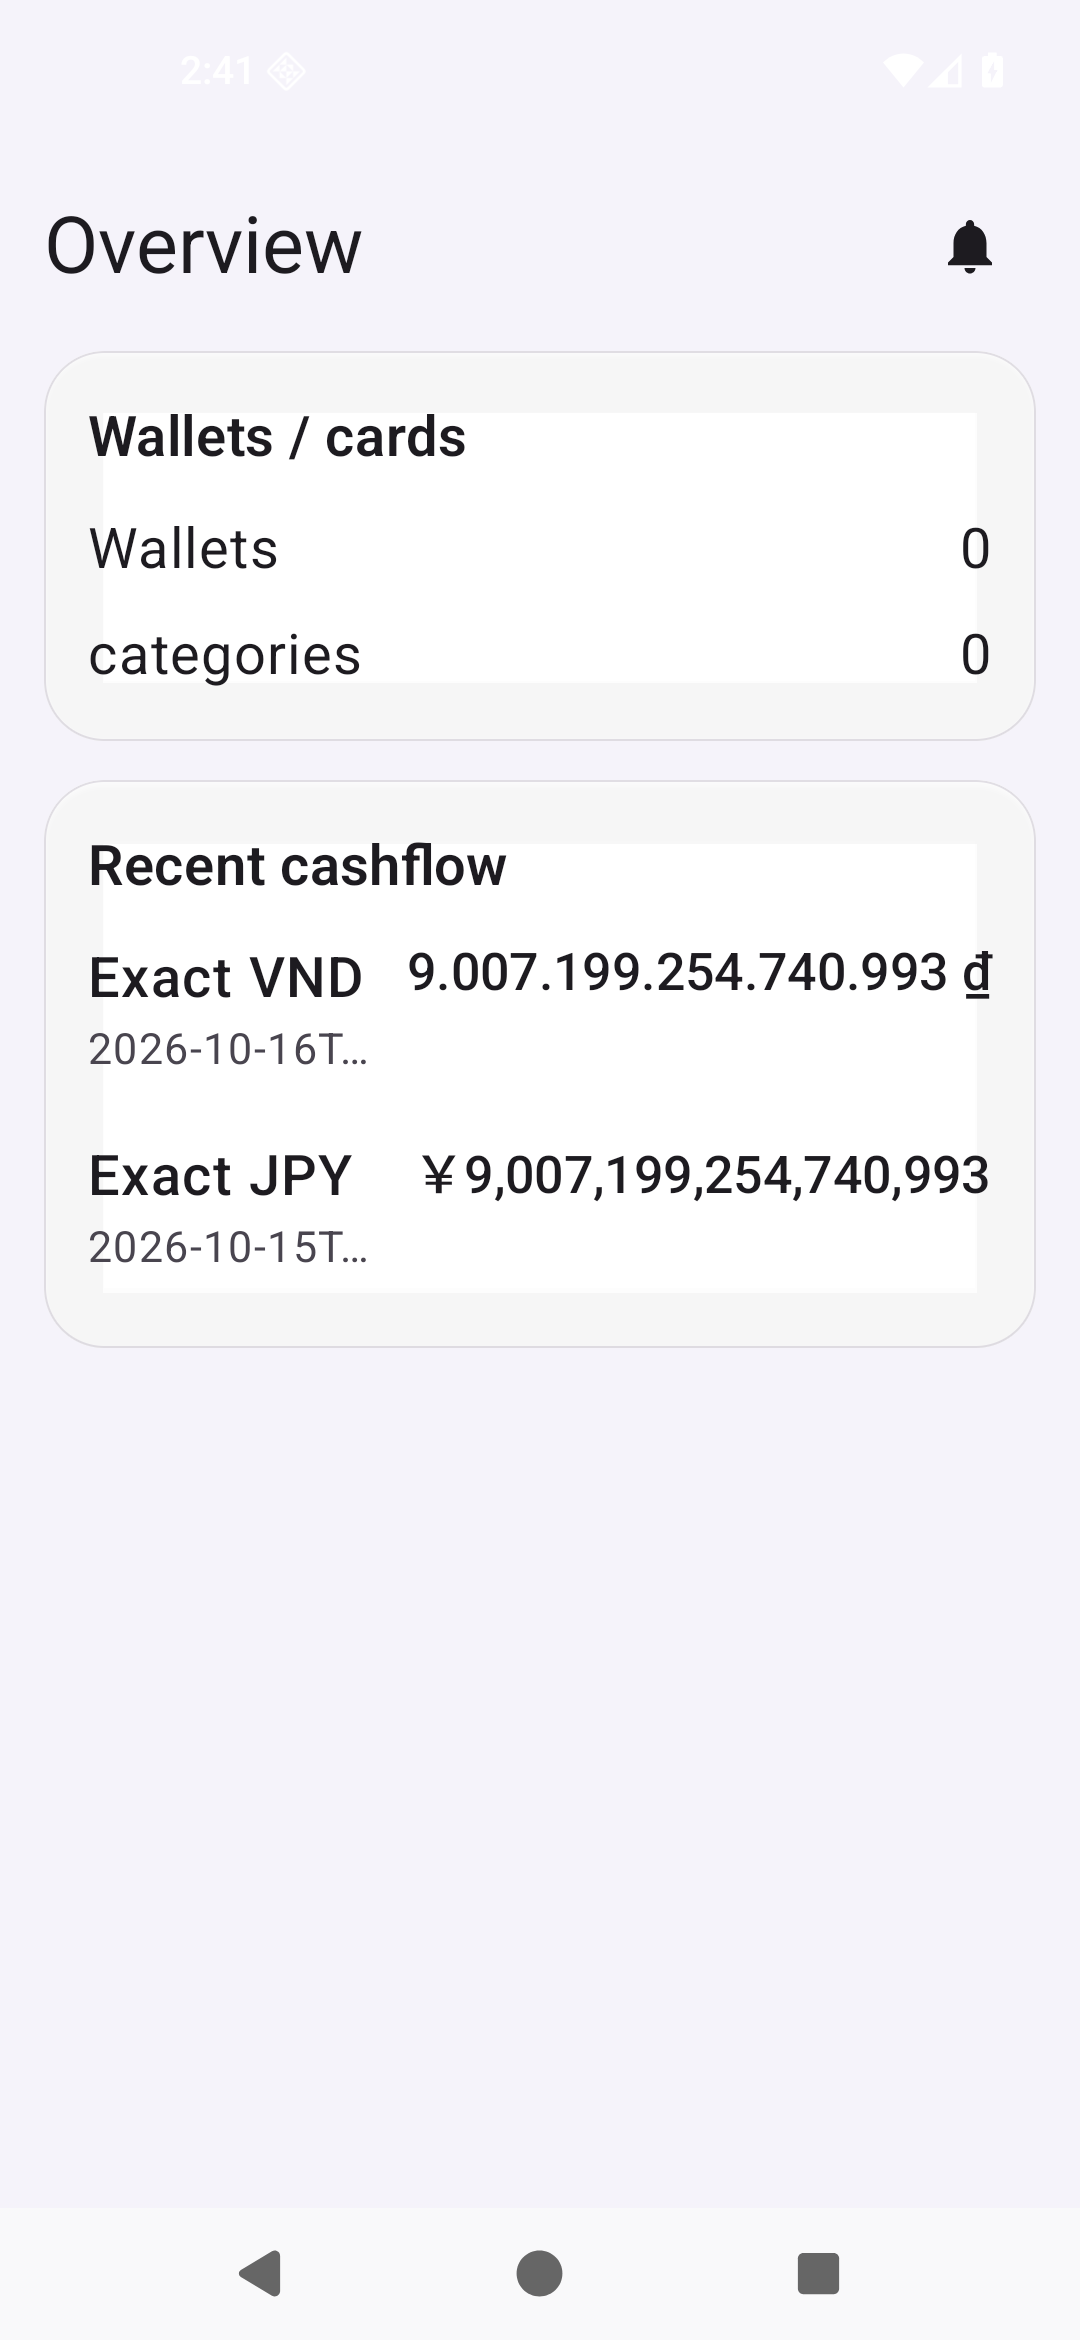 2:41
Overview
Wallets / cards
Wallets 0
categories 0
Recent cashflow
Exact VND 9.007.199.254.740.993 ₫
2026-10-16T…
Exact JPY ￥9,007,199,254,740,993
2026-10-15T…